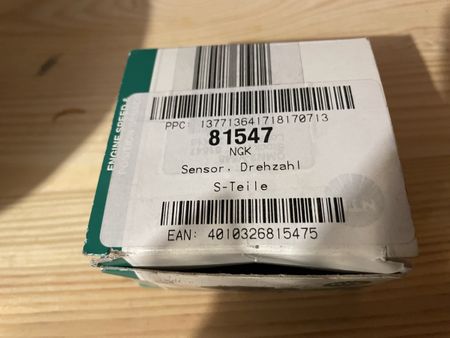 PPC: 137713641718170713
81547
NGK
Sensor, Drehzahl
S-Teile
EAN: 4010326815475
ENGINE SPEED &